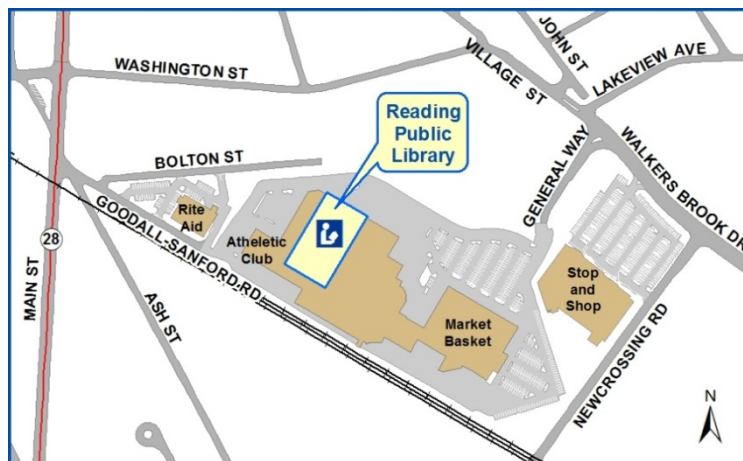 WASHINGTON ST
VILLAGE ST
JOHN ST
LAKEVIEW AVE
Reading
Public
Library
GENERAL WAY
WALKERS BROOK DR
BOLTON ST
Rite
Aid
GOODALL-SANFORD RD
Atheletic
Club
28
MAIN ST
ASH ST
Stop
and
Shop
Market
Basket
NEWCROSSING RD
N